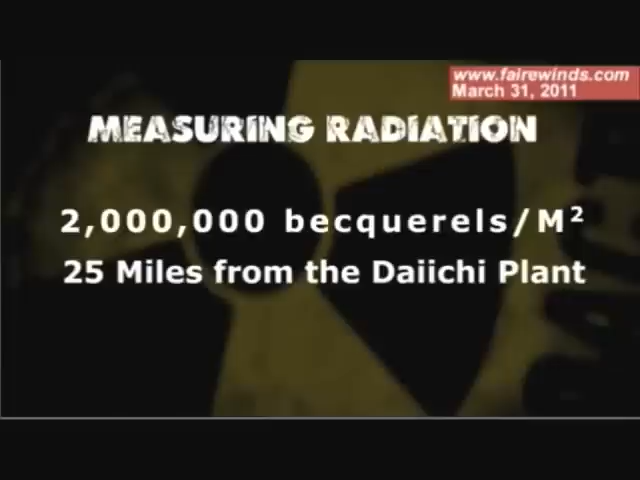 www.fairewinds.com
March 31, 2011
MEASURING RADIATION
2,000,000 becquerels/M²
25 Miles from the Daiichi Plant